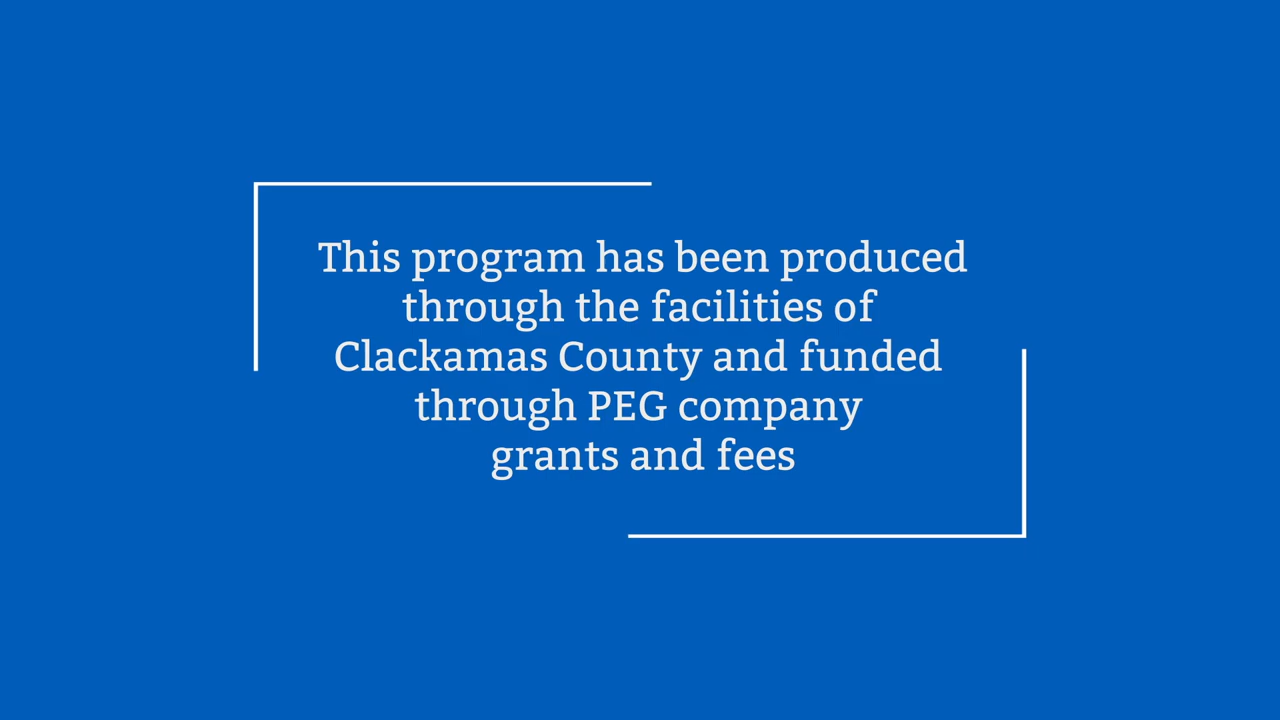 This program has been produced
through the facilities of
Clackamas County and funded
through PEG company
grants and fees